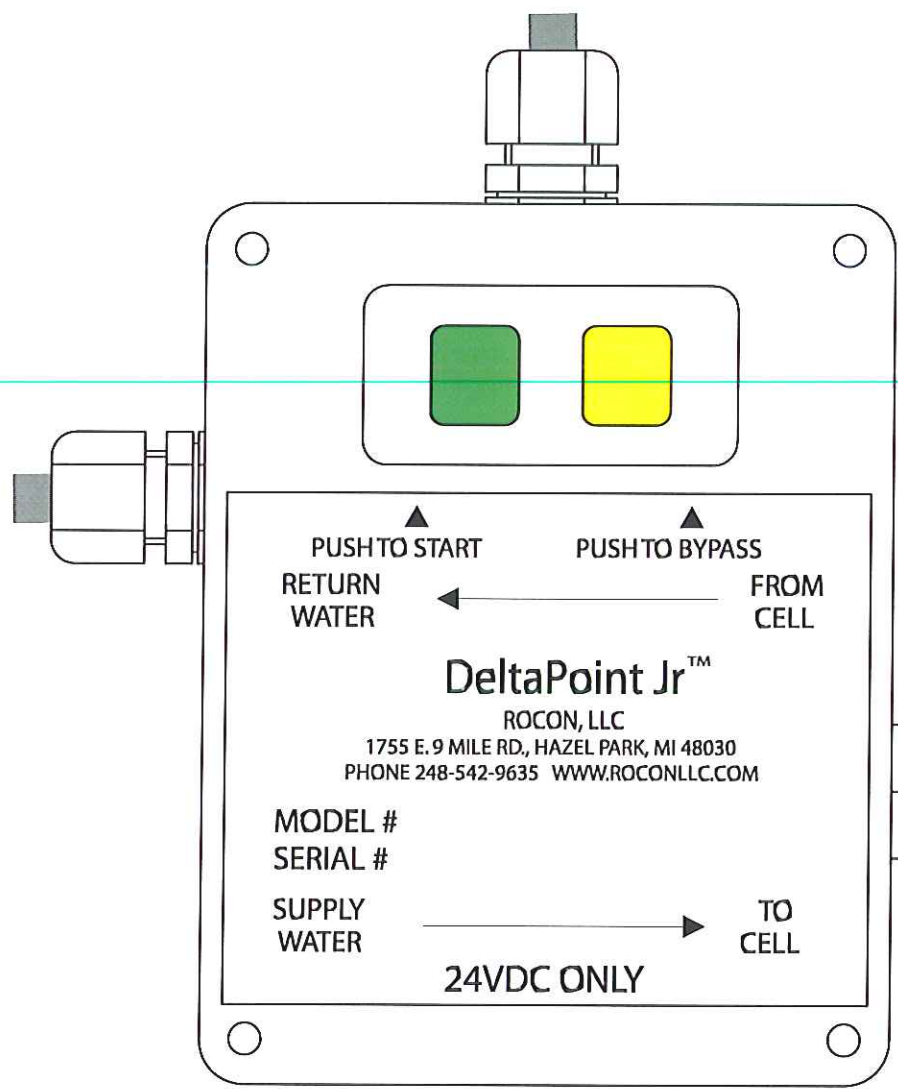 PUSH TO START PUSH TO BYPASS
RETURN WATER
FROM CELL
DeltaPoint Jr™
ROCON, LLC
1755 E. 9 MILE RD., HAZEL PARK, MI 48030
PHONE 248-542-9635 WWW.ROCONLLC.COM
MODEL #
SERIAL #
SUPPLY WATER
TO CELL
24VDC ONLY